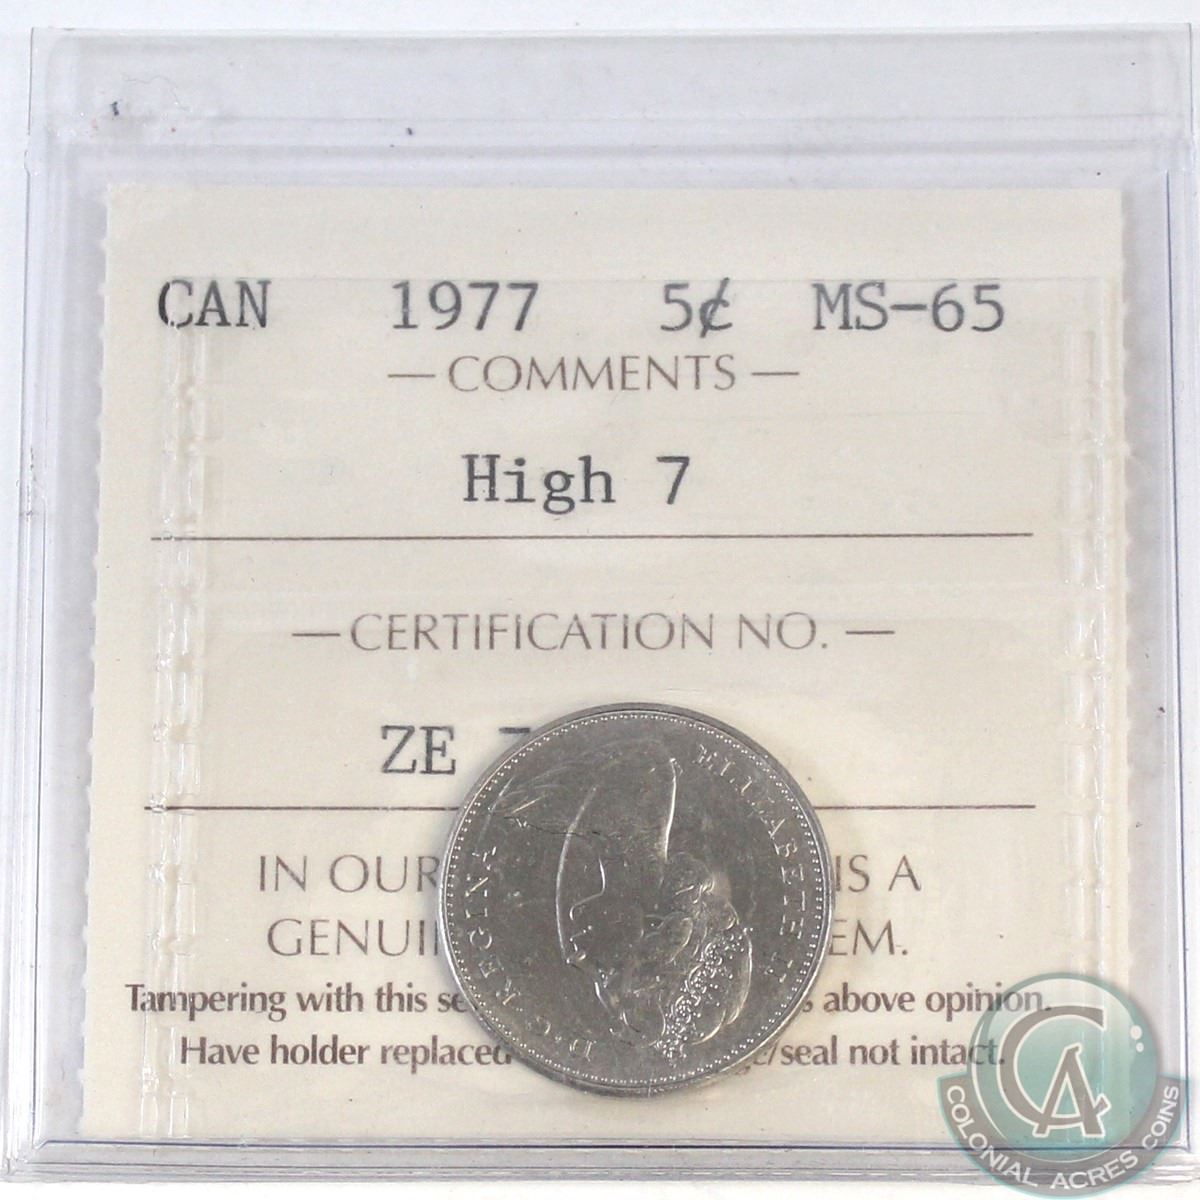 CAN 1977 5¢ MS-65
— COMMENTS —
High 7
— CERTIFICATION NO. —
ZE
IN OUR IS A
GENUI EM.
Tampering with this se above opinion.
Have holder replaced /seal not intact.
ELIZABETH II
D · G · REGINA
CA
COLONIAL ACRES COINS